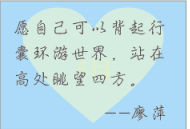 愿自己可以背起行
囊环游世界，站在
高处眺望四方。
——廖萍